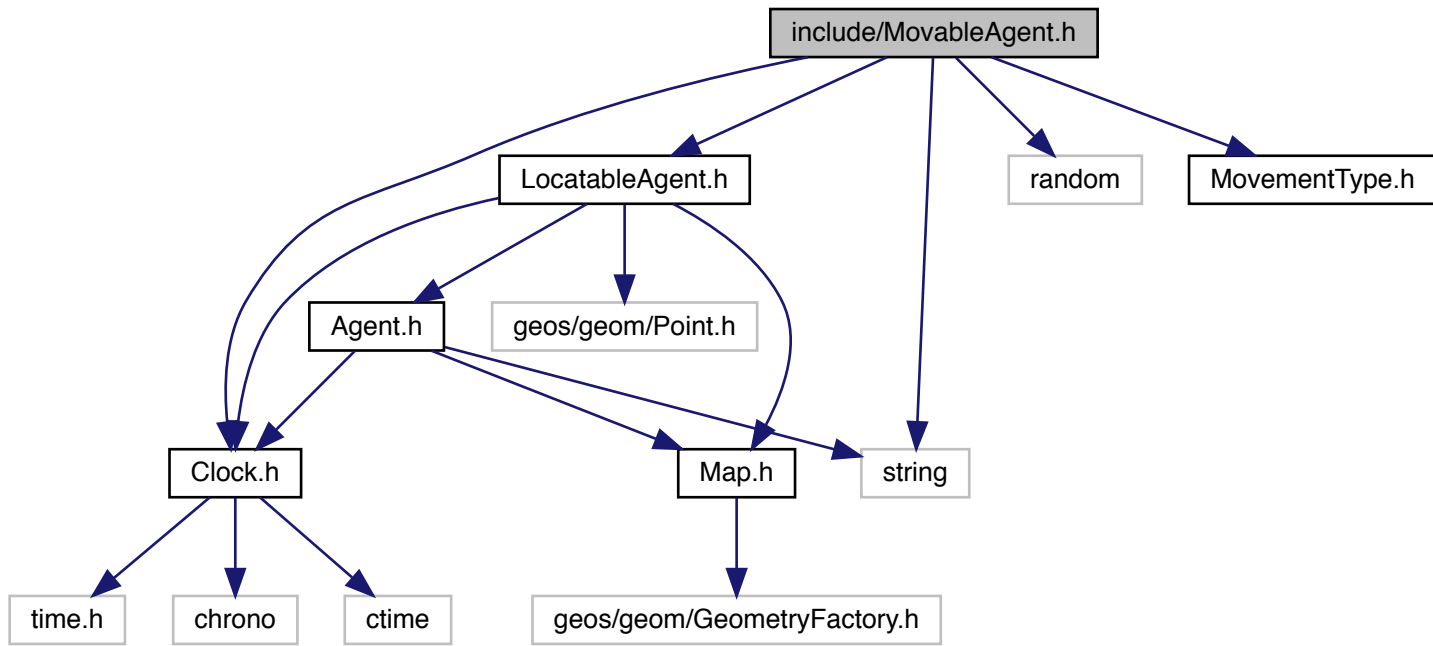 include/MovableAgent.h
LocatableAgent.h
random
MovementType.h
Agent.h
geos/geom/Point.h
Clock.h
Map.h
string
time.h
chrono
ctime
geos/geom/GeometryFactory.h